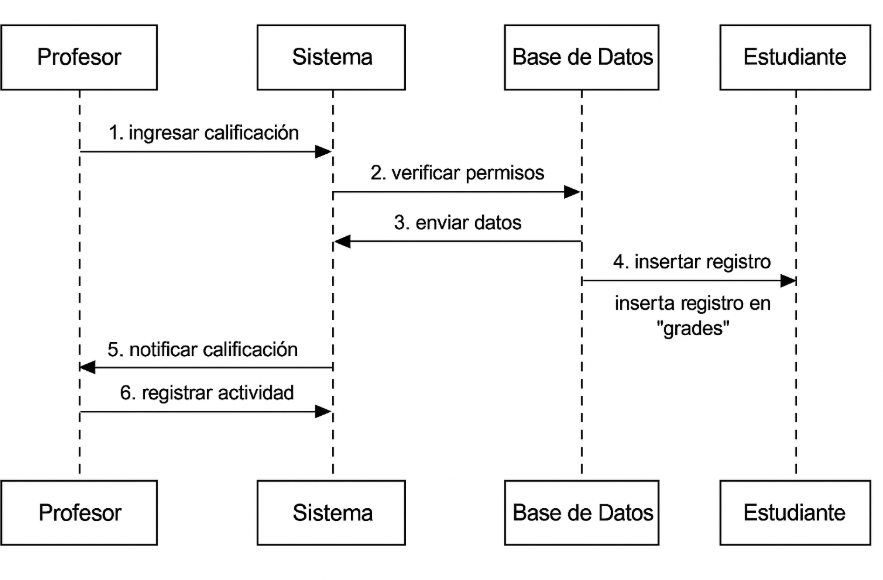 Profesor
Sistema
Base de Datos
Estudiante
1. ingresar calificación
2. verificar permisos
3. enviar datos
4. insertar registro
inserta registro en
"grades"
5. notificar calificación
6. registrar actividad
Profesor
Sistema
Base de Datos
Estudiante